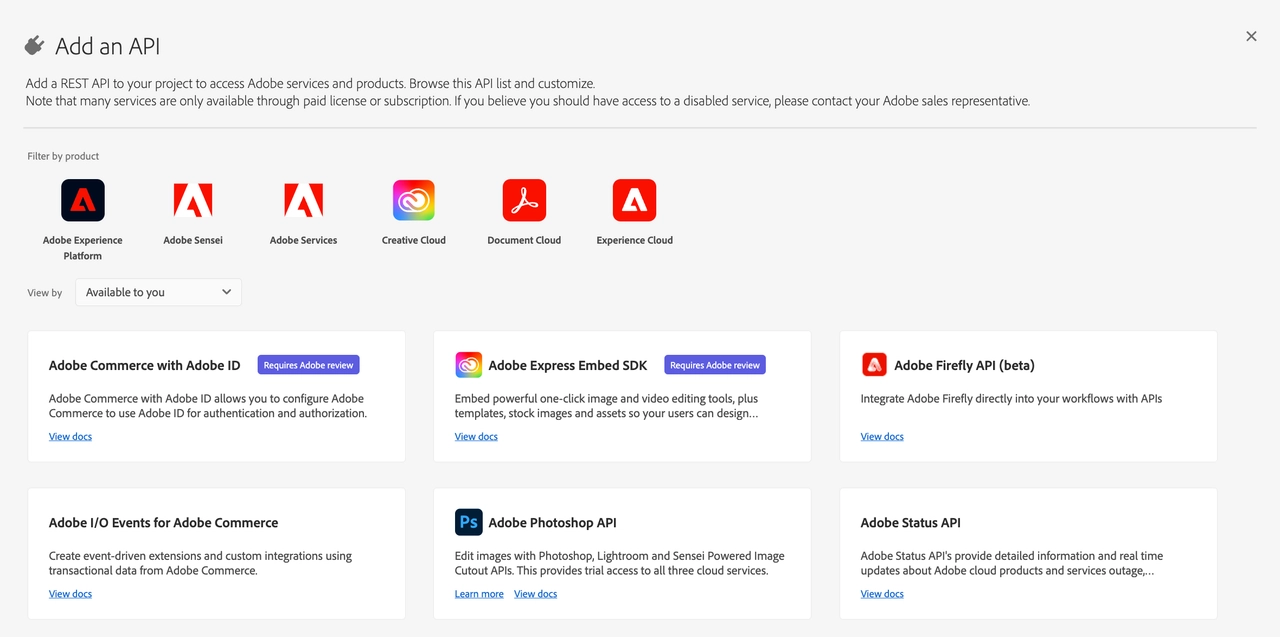 Add an API
Add a REST API to your project to access Adobe services and products. Browse this API list and customize.
Note that many services are only available through paid license or subscription. If you believe you should have access to a disabled service, please contact your Adobe sales representative.
Filter by product
Adobe Experience Platform
Adobe Sensei
Adobe Services
Creative Cloud
Document Cloud
Experience Cloud
View by
Available to you
Adobe Commerce with Adobe ID
Requires Adobe review
Adobe Commerce with Adobe ID allows you to configure Adobe
Commerce to use Adobe ID for authentication and authorization.
View docs
Adobe Express Embed SDK
Requires Adobe review
Embed powerful one-click image and video editing tools, plus
templates, stock images and assets so your users can design...
View docs
Adobe Firefly API (beta)
Integrate Adobe Firefly directly into your workflows with APIs
View docs
Adobe I/O Events for Adobe Commerce
Create event-driven extensions and custom integrations using
transactional data from Adobe Commerce.
View docs
Ps Adobe Photoshop API
Edit images with Photoshop, Lightroom and Sensei Powered Image
Cutout APIs. This provides trial access to all three cloud services.
Learn more View docs
Adobe Status API
Adobe Status API's provide detailed information and real time
updates about Adobe cloud products and services outage,...
View docs